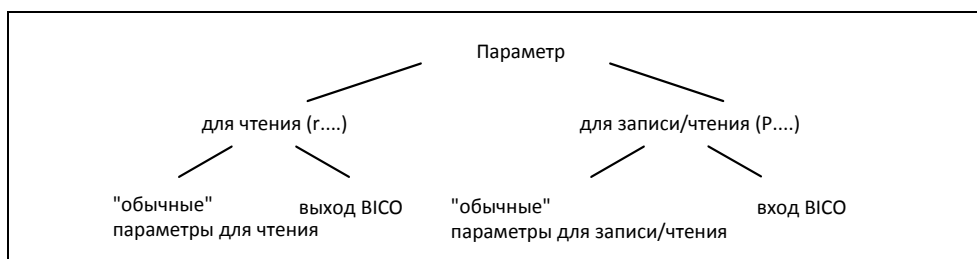 Параметр
для чтения (r....)
для записи/чтения (P....)
"обычные"
параметры для чтения
выход BICO
"обычные"
параметры для записи/чтения
вход BICO